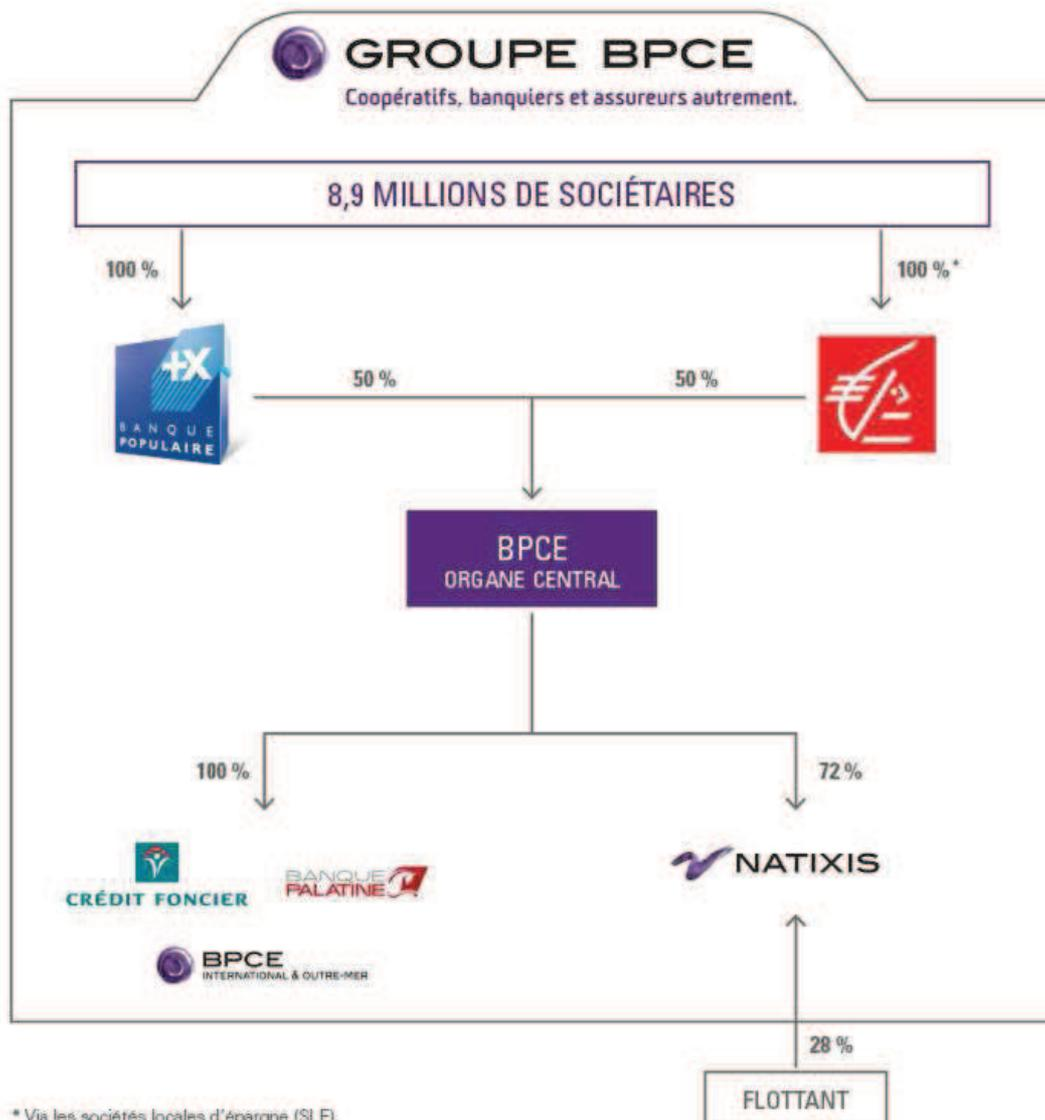 GROUPE BPCE
Coopératifs, banquiers et assureurs autrement.
8,9 MILLIONS DE SOCIÉTAIRES
100 %
100 % *
+X
BANQUE
POPULAIRE
50 %
50 %
BPCE
ORGANE CENTRAL
100 %
72 %
CRÉDIT FONCIER
BANQUE
PALATINE
NATIXIS
BPCE
INTERNATIONAL & OUTRE-MER
28 %
FLOTTANT
* Via les sociétés locales d'épargne (SLE)